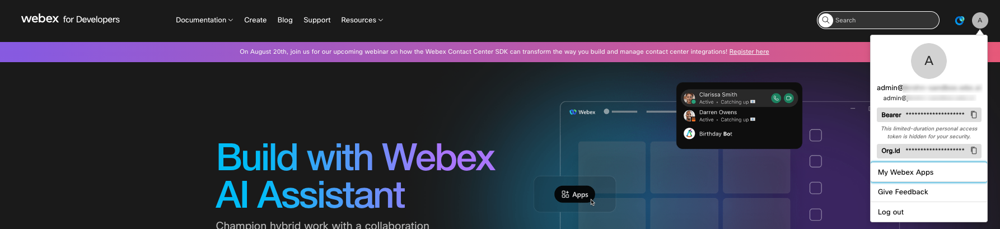 webex for Developers
Documentation Create Blog Support Resources
Search
A
On August 20th, join us for our upcoming webinar on how the Webex Contact Center SDK can transform the way you build and manage contact center integrations! Register here
A
admin@
admin@
Bearer ********************
This limited-duration personal access
token is hidden for your security.
Org.Id ********************
My Webex Apps
Give Feedback
Log out
Clarissa Smith
Active • Catching up
Darren Owens
Active • Catching up
Birthday Bot
Webex
Build with Webex
AI Assistant
Apps
Champion hybrid work with a collaboration